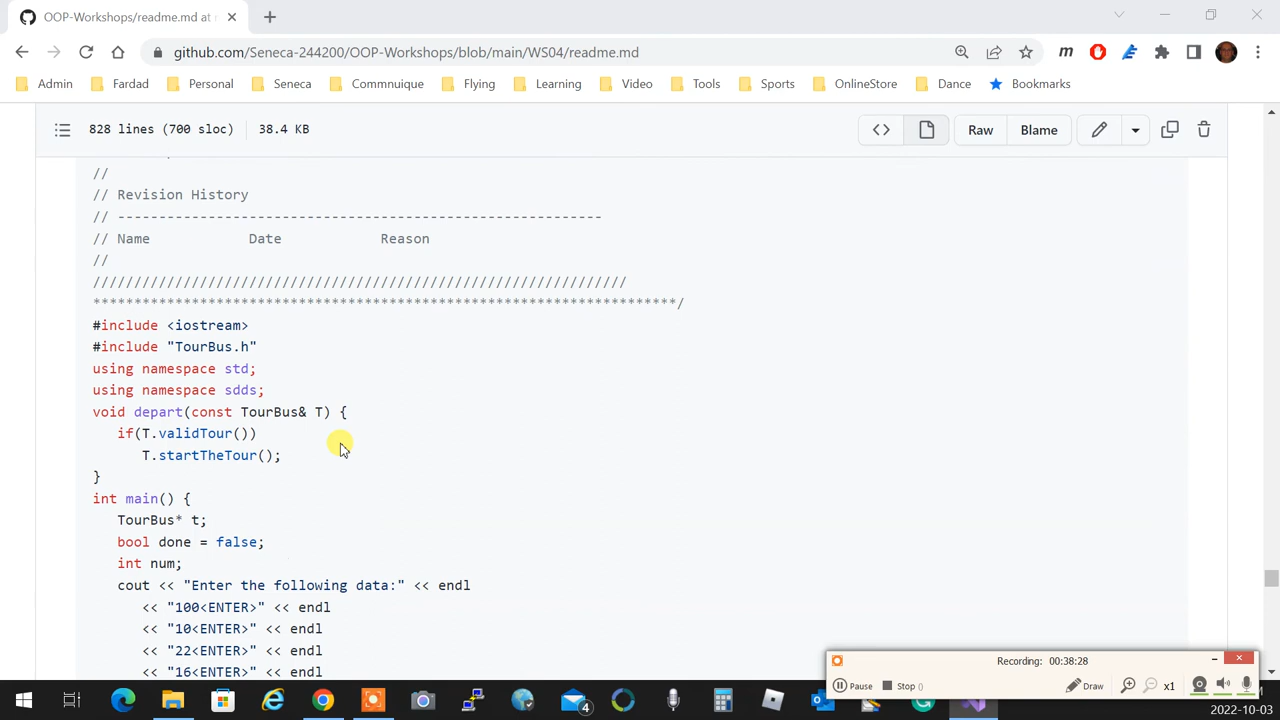 OOP-Workshops/readme.md at m
github.com/Seneca-244200/OOP-Workshops/blob/main/WS04/readme.md
Admin Fardad Personal Seneca Commnuique Flying Learning Video Tools Sports OnlineStore Dance Bookmarks
828 lines (700 sloc) 38.4 KB Raw Blame
//
// Revision History
// -----------------------------------------------------------
// Name Date Reason
//
/////////////////////////////////////////////////////////////////
***********************************************************************/
#include <iostream>
#include "TourBus.h"
using namespace std;
using namespace sdds;
void depart(const TourBus& T) {
if(T.validTour())
T.startTheTour();
}
int main() {
TourBus* t;
bool done = false;
int num;
cout << "Enter the following data:" << endl
<< "100<ENTER>" << endl
<< "10<ENTER>" << endl
<< "22<ENTER>" << endl
<< "16<ENTER>" << endl
Recording: 00:38:28
Pause Stop () Draw x1
4
2022-10-03